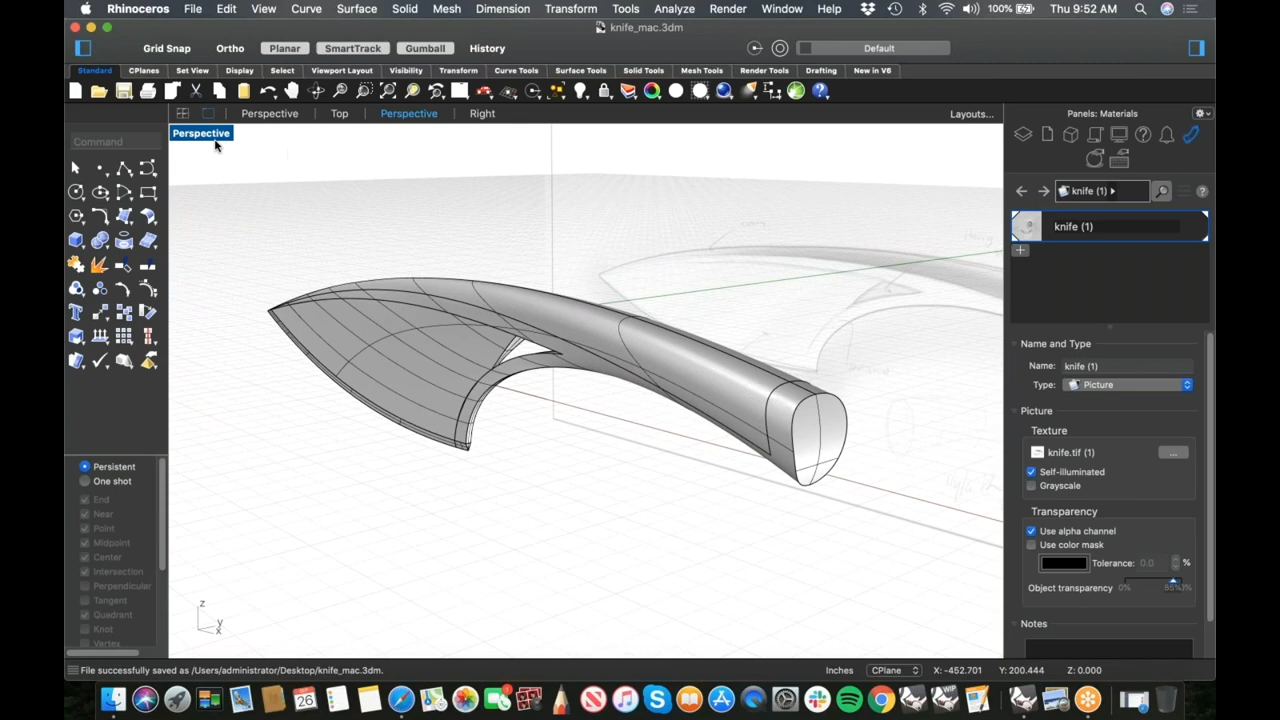 Rhinoceros File Edit View Curve Surface Solid Mesh Dimension Transform Tools Analyze Render Window Help 100% Thu 9:52 AM
knife_mac.3dm
Grid Snap Ortho Planar SmartTrack Gumball History Default
Standard CPlanes Set View Display Select Viewport Layout Visibility Transform Curve Tools Surface Tools Solid Tools Mesh Tools Render Tools Drafting New in V6
Perspective Top Perspective Right Layouts...
Panels: Materials
Perspective
Command
knife (1)
knife (1)
Name and Type
Name: knife (1)
Type: Picture
Picture
Texture
knife.tif (1) ...
Self-illuminated
Grayscale
Transparency
Use alpha channel
Use color mask
Tolerance: 0.0 %
Object transparency 0% 85%
Notes
Persistent
One shot
End
Near
Point
Midpoint
Center
Intersection
Perpendicular
Tangent
Quadrant
Knot
Vertex
z
y
x
File successfully saved as /Users/administrator/Desktop/knife_mac.3dm.
Inches CPlane X: -452.701 Y: 200.444 Z: 0.000
26